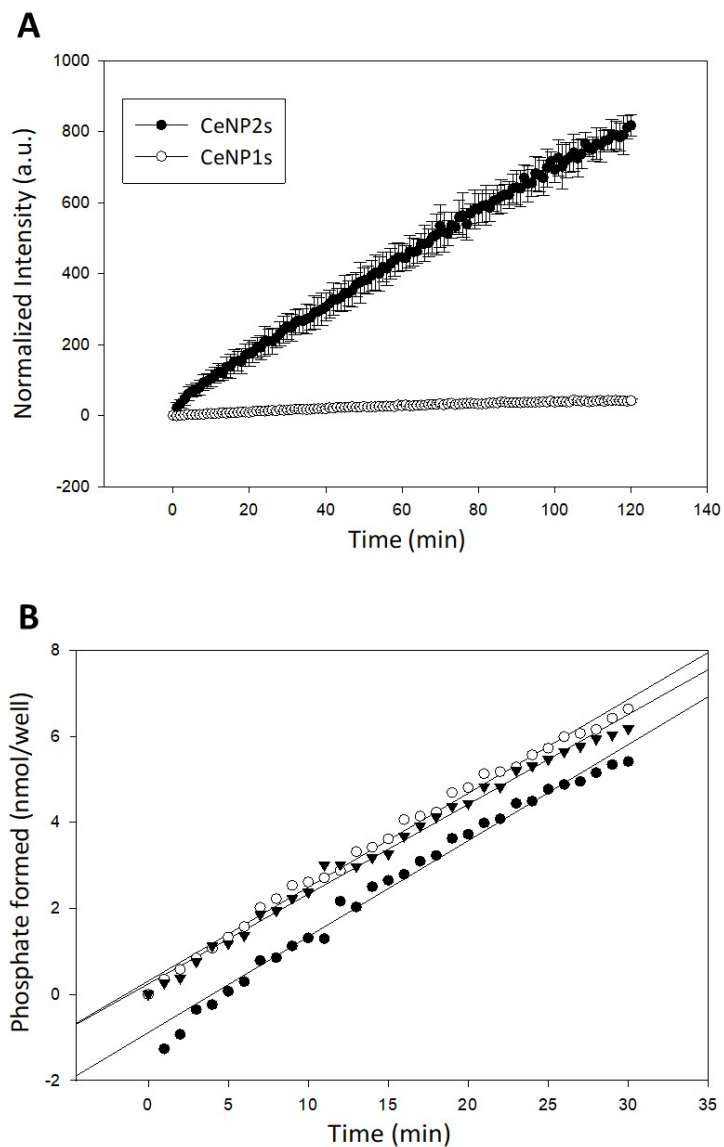 A
Normalized Intensity (a.u.)
1000
800
600
400
200
0
-200
CeNP2s
CeNP1s
0 20 40 60 80 100 120 140
Time (min)
B
Phosphate formed (nmol/well)
8
6
4
2
0
-2
0 5 10 15 20 25 30 35
Time (min)